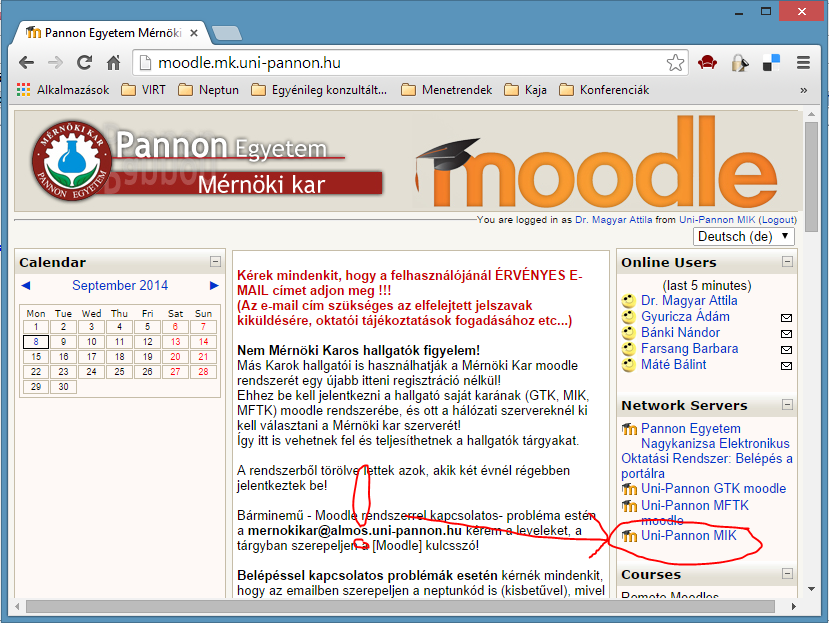 Pannon Egyetem Mérnöki
moodle.mk.uni-pannon.hu
Alkalmazások VIRT Neptun Egyénileg konzultált... Menetrendek Kaja Konferenciák »
MÉRNÖKI KAR
PANNON EGYETEM
Pannon Egyetem
Mérnöki kar
moodle
You are logged in as Dr. Magyar Attila from Uni-Pannon MIK (Logout)
Deutsch (de)
Calendar
September 2014
Mon Tue Wed Thu Fri Sat Sun
1 2 3 4 5 6 7
8 9 10 11 12 13 14
15 16 17 18 19 20 21
22 23 24 25 26 27 28
29 30
Kérek mindenkit, hogy a felhasználójánál ÉRVÉNYES E-
MAIL címet adjon meg !!!
(Az e-mail cím szükséges az elfelejtett jelszavak
kiküldésére, oktatói tájékoztatások fogadásához etc...)
Nem Mérnöki Karos hallgatók figyelem!
Más Karok hallgatói is használhatják a Mérnöki Kar moodle
rendszerét egy újabb itteni regisztráció nélkül!
Ehhez be kell jelentkezni a hallgató saját karának (GTK, MIK,
MFTK) moodle rendszerébe, és ott a hálózati szervereknél ki
kell választani a Mérnöki kar szerverét!
Így itt is vehetnek fel és teljesíthetnek a hallgatók tárgyakat.
A rendszerből törölve lettek azok, akik két évnél régebben
jelentkeztek be!
Bárminemű - Moodle rendszerrel kapcsolatos- probléma estén
a mernokikar@almos.uni-pannon.hu kérem a leveleket, a
tárgyban szerepeljen a [Moodle] kulcsszó!
Belépéssel kapcsolatos problémák esetén kérnék mindenkit,
hogy az emailben szerepeljen a neptunkód is (kisbetűvel), mivel
Online Users
(last 5 minutes)
Dr. Magyar Attila
Gyuricza Ádám
Bánki Nándor
Farsang Barbara
Máté Bálint
Network Servers
Pannon Egyetem
Nagykanizsa Elektronikus
Oktatási Rendszer: Belépés a
portálra
Uni-Pannon GTK moodle
Uni-Pannon MFTK
moodle
Uni-Pannon MIK
Courses
Remote Moodles